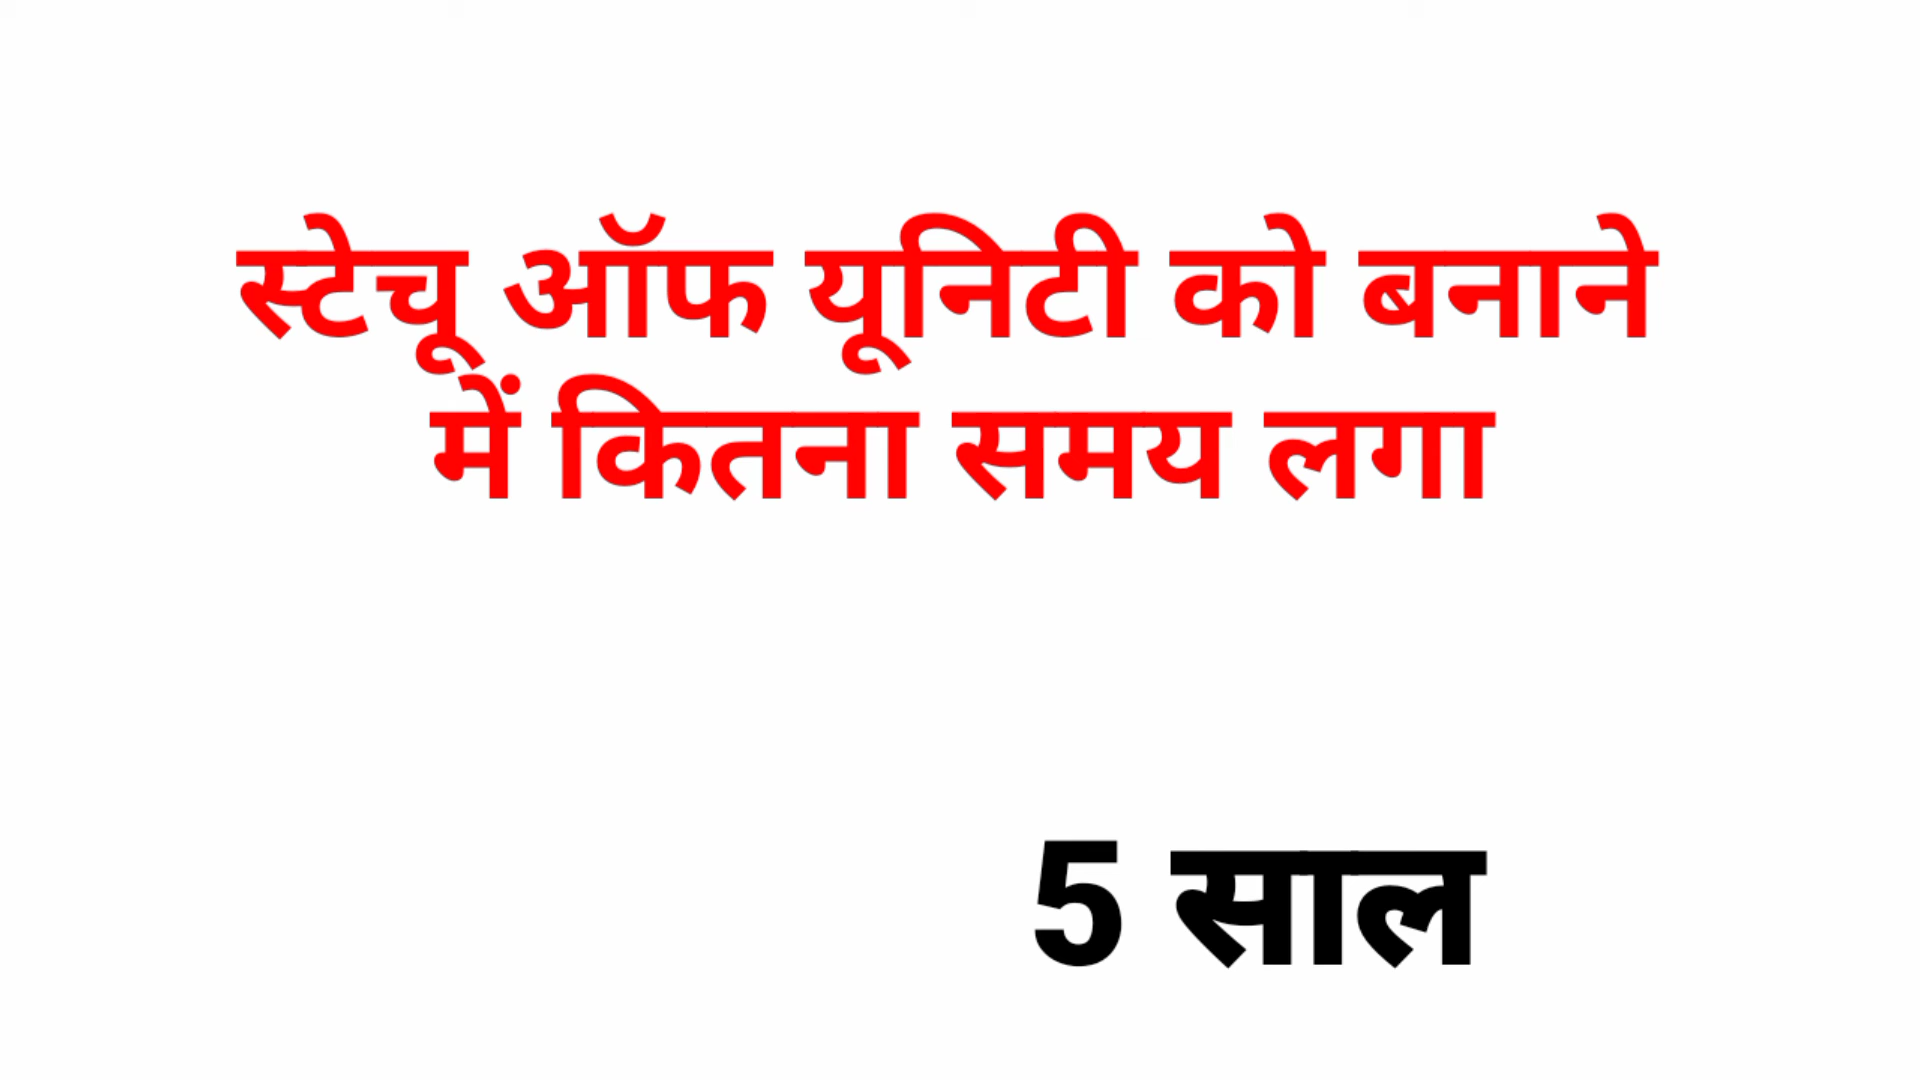 स्टेचू ऑफ यूनिटी को बनाने
में कितना समय लगा
5 साल